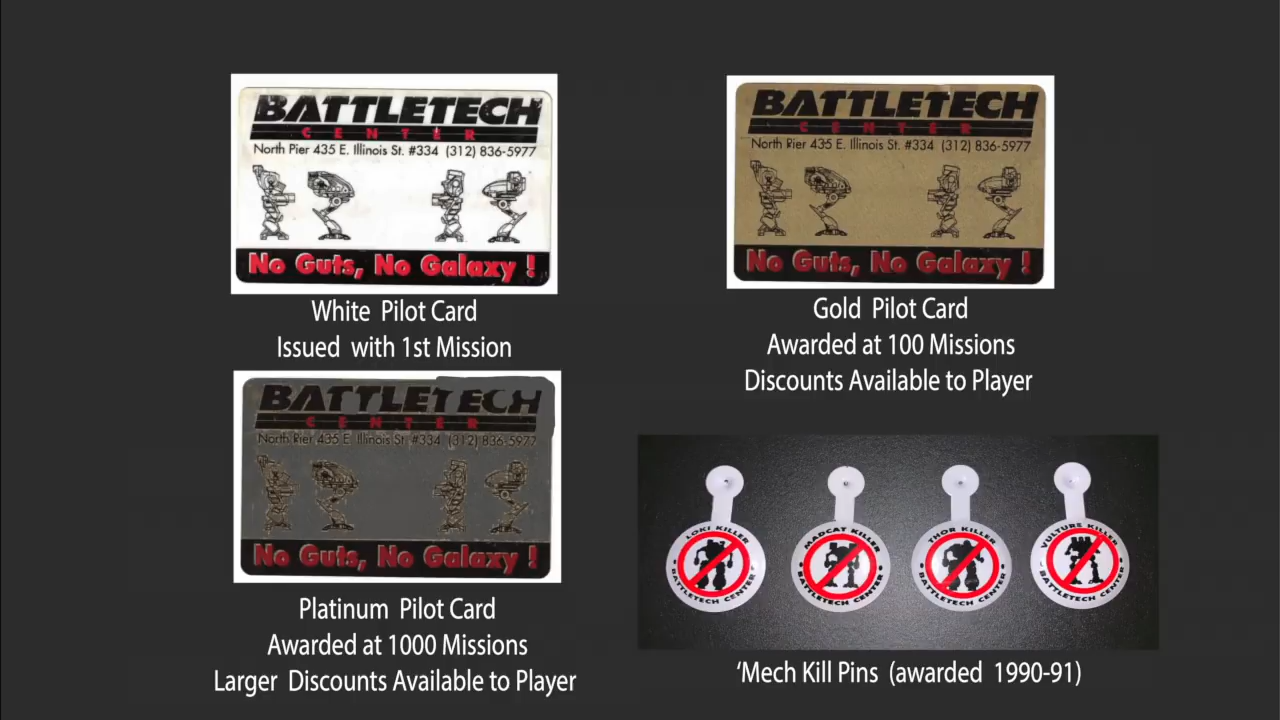 BATTLETECH
CENTER
North Pier 435 E. Illinois St. #334 (312) 836-5977
No Guts, No Galaxy !
White Pilot Card
Issued with 1st Mission
BATTLETECH
CENTER
North Pier 435 E. Illinois St. #334 (312) 836-5977
No Guts, No Galaxy !
Gold Pilot Card
Awarded at 100 Missions
Discounts Available to Player
BATTLETECH
CENTER
North Pier 435 E. Illinois St. #334 (312) 836-5977
No Guts, No Galaxy !
Platinum Pilot Card
Awarded at 1000 Missions
Larger Discounts Available to Player
LOKI KILLER
• BATTLETECH CENTER •
MADCAT KILLER
• BATTLETECH CENTER •
THOR KILLER
• BATTLETECH CENTER •
VULTURE KILLER
• BATTLETECH CENTER •
‘Mech Kill Pins (awarded 1990-91)